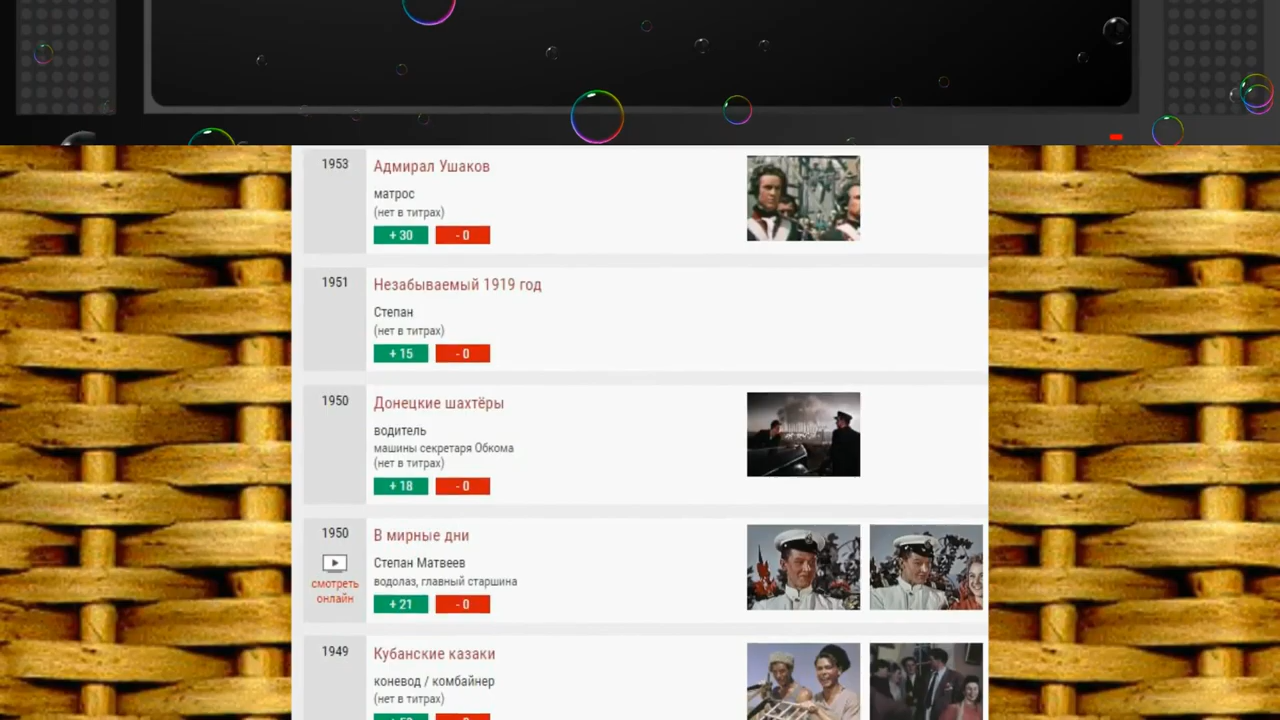 1953
Адмирал Ушаков
матрос
(нет в титрах)
+ 30 - 0
1951
Незабываемый 1919 год
Степан
(нет в титрах)
+ 15 - 0
1950
Донецкие шахтёры
водитель
машины секретаря Обкома
(нет в титрах)
+ 18 - 0
1950
смотреть
онлайн
В мирные дни
Степан Матвеев
водолаз, главный старшина
+ 21 - 0
1949
Кубанские казаки
коневод / комбайнер
(нет в титрах)